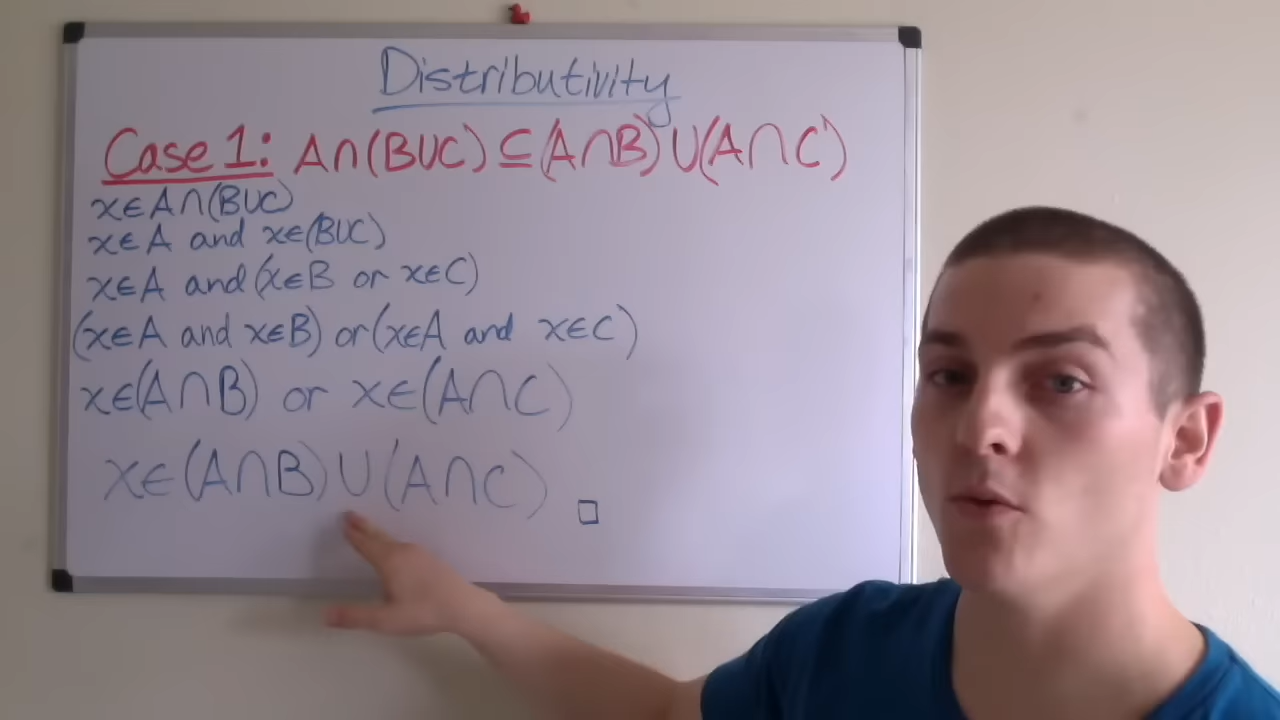 Distributivity
Case 1: A∩(B∪C) ⊆ (A∩B)∪(A∩C)
x∈A∩(B∪C)
x∈A and x∈(B∪C)
x∈A and (x∈B or x∈C)
(x∈A and x∈B) or (x∈A and x∈C)
x∈(A∩B) or x∈(A∩C)
x∈(A∩B)∪(A∩C) □